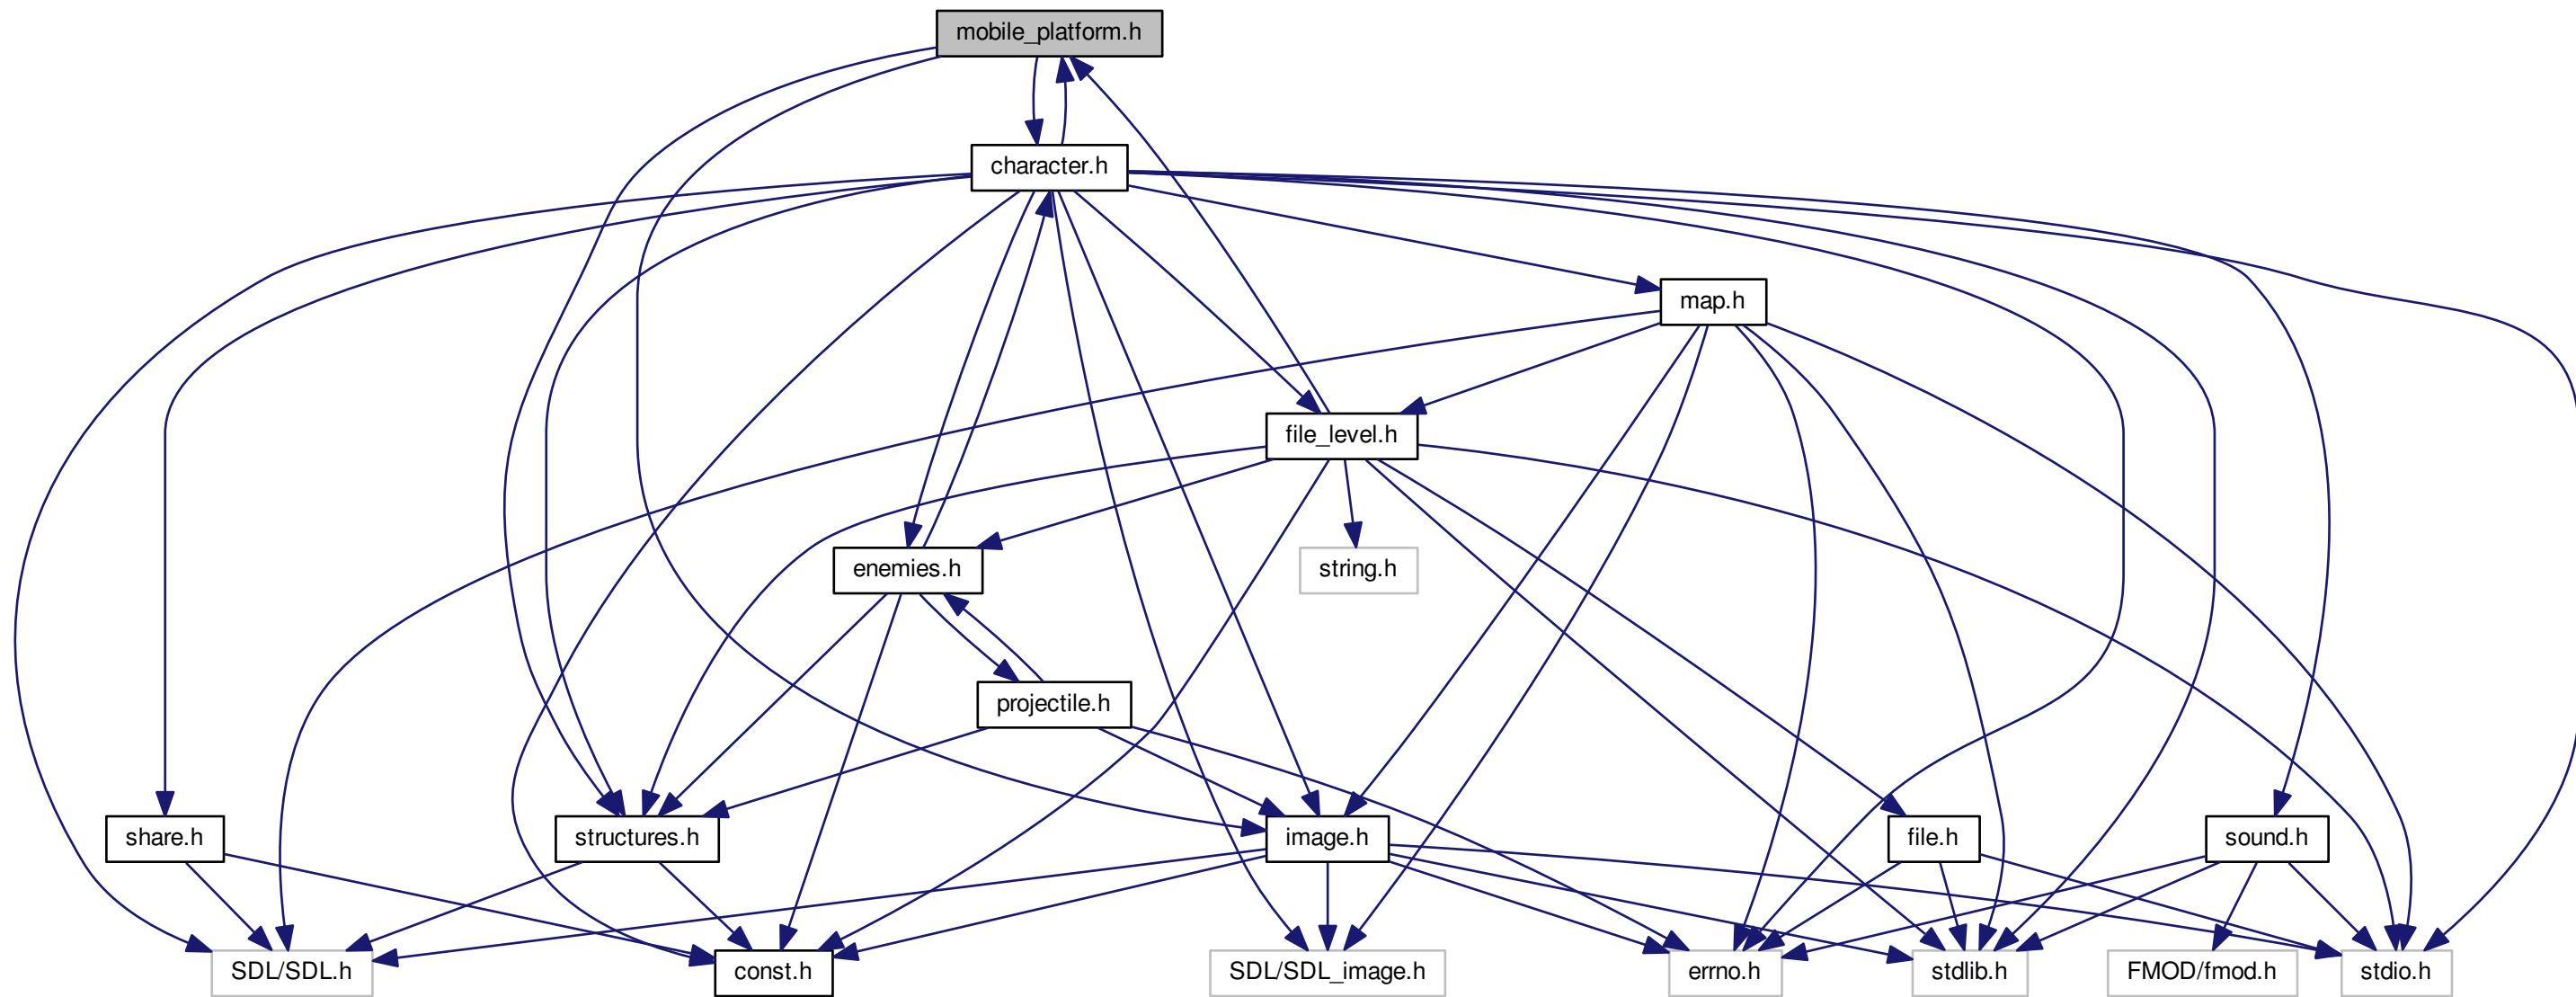 mobile_platform.h
character.h
map.h
file_level.h
enemies.h
string.h
projectile.h
share.h
structures.h
image.h
file.h
sound.h
SDL/SDL.h
const.h
SDL/SDL_image.h
errno.h
stdlib.h
FMOD/fmod.h
stdio.h